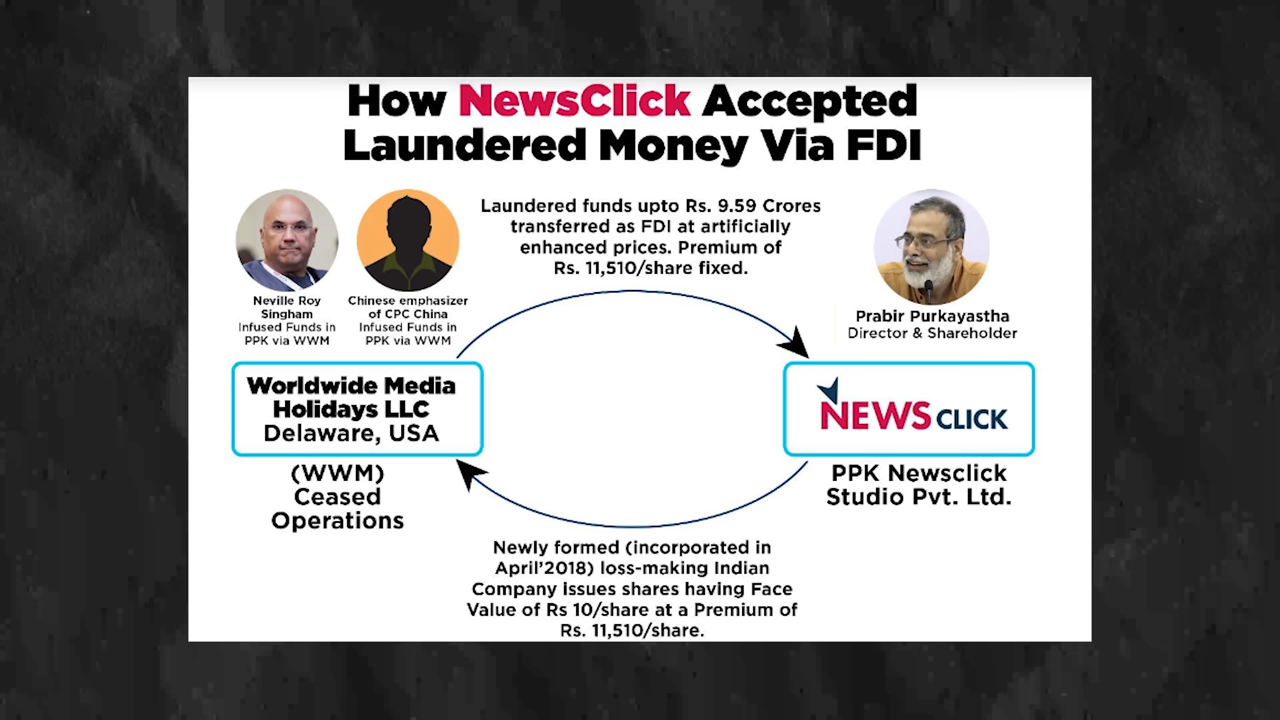 How NewsClick Accepted
Laundered Money Via FDI
Laundered funds upto Rs. 9.59 Crores
transferred as FDI at artificially
enhanced prices. Premium of
Rs. 11,510/share fixed.
Neville Roy
Singham
Infused Funds in
PPK via WWM
Chinese emphasizer
of CPC China
Infused Funds in
PPK via WWM
Prabir Purkayastha
Director & Shareholder
Worldwide Media
Holidays LLC
Delaware, USA
(WWM)
Ceased
Operations
NEWS CLICK
PPK Newsclick
Studio Pvt. Ltd.
Newly formed (incorporated in
April'2018) loss-making Indian
Company issues shares having Face
Value of Rs 10/share at a Premium of
Rs. 11,510/share.